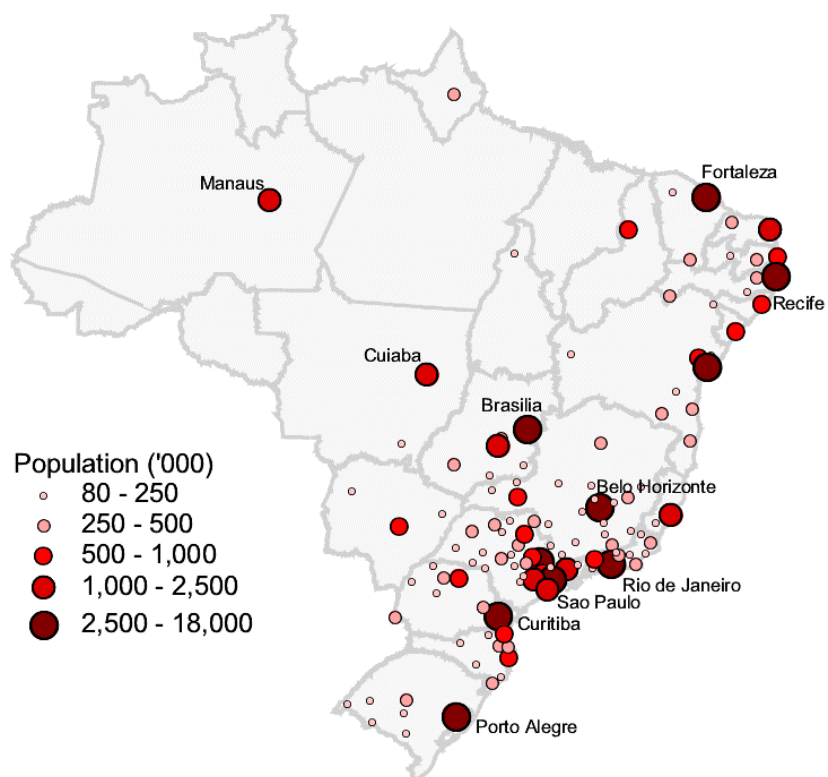 Fortaleza
Manaus
Recife
Cuiaba
Brasilia
Population ('000)
80 - 250
250 - 500
500 - 1,000
1,000 - 2,500
2,500 - 18,000
Belo Horizonte
Rio de Janeiro
Sao Paulo
Curitiba
Porto Alegre